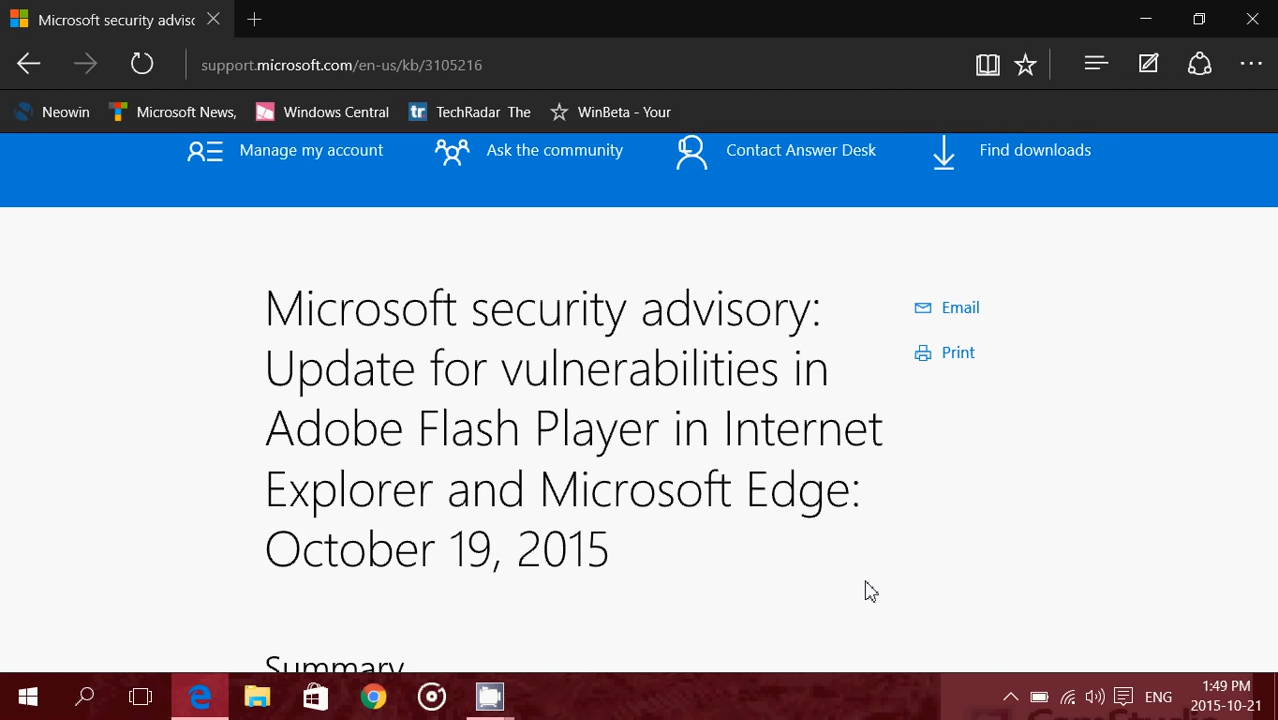 Microsoft security advisc
support.microsoft.com/en-us/kb/3105216
Neowin Microsoft News, Windows Central TechRadar The WinBeta - Your
Manage my account Ask the community Contact Answer Desk Find downloads
Microsoft security advisory:
Update for vulnerabilities in
Adobe Flash Player in Internet
Explorer and Microsoft Edge:
October 19, 2015
Email
Print
Summary
ENG
1:49 PM
2015-10-21